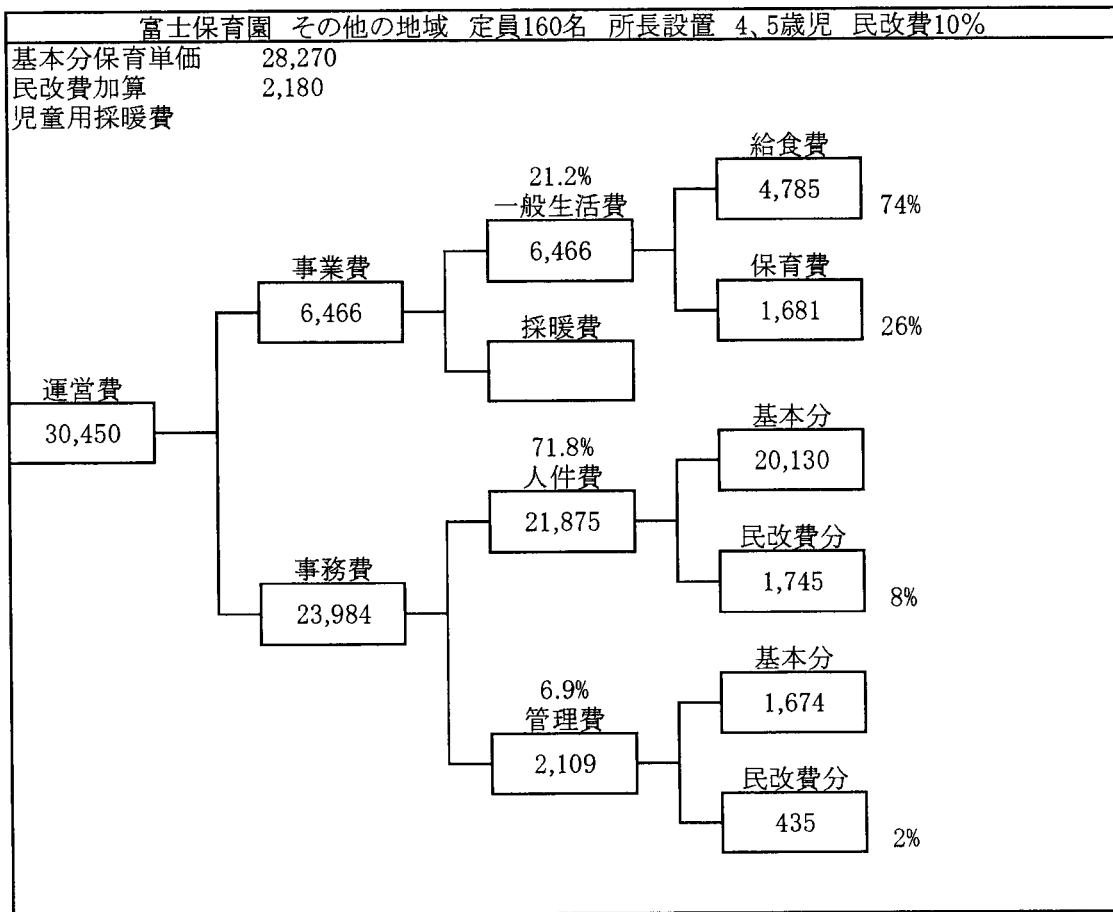 富士保育園 その他の地域 定員160名 所長設置 4、5歳児 民改費10%
基本分保育単価 28,270
民改費加算 2,180
児童用採暖費
給食費
4,785
74%
21.2%
一般生活費
6,466
保育費
1,681
26%
事業費
6,466
採暖費
運営費
30,450
基本分
20,130
71.8%
人件費
21,875
民改費分
1,745
8%
事務費
23,984
基本分
1,674
6.9%
管理費
2,109
民改費分
435
2%